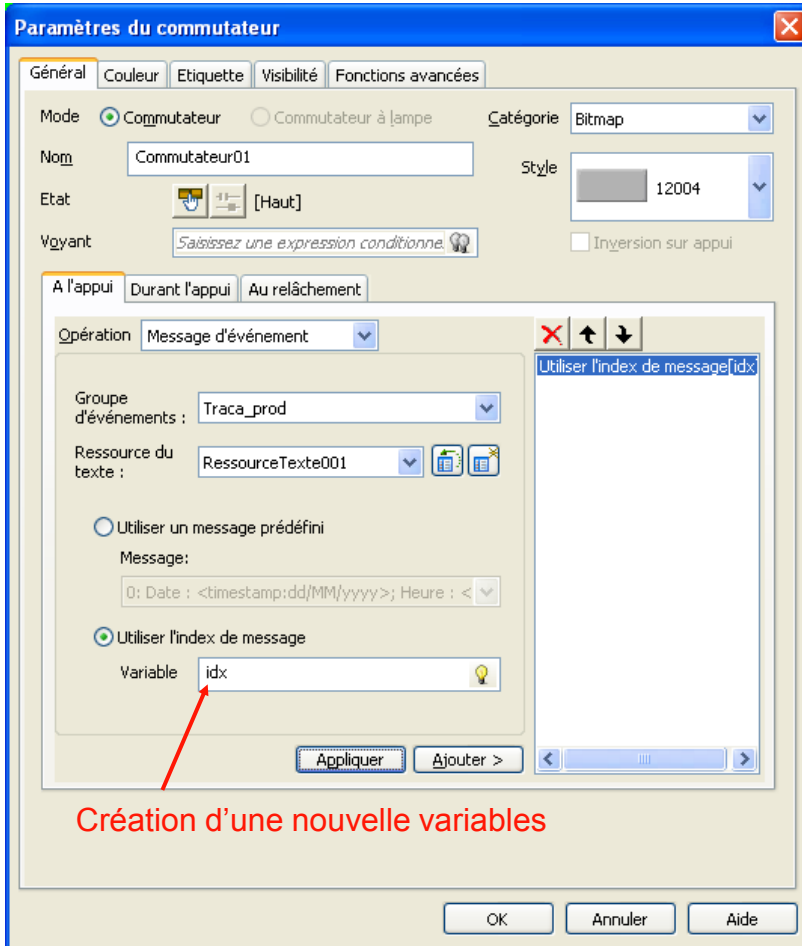 Paramètres du commutateur
Général Couleur Etiquette Visibilité Fonctions avancées
Mode Commutateur Commutateur à lampe Catégorie Bitmap
Nom Commutateur01
Style 12004
Etat [Haut]
Voyant Saisissez une expression conditionne. Inversion sur appui
A l'appui Durant l'appui Au relâchement
Opération Message d'événement
Utiliser l'index de message[idx
Groupe
d'événements : Traca_prod
Ressource du
texte : RessourceTexte001
Utiliser un message prédéfini
Message:
0: Date : <timestamp:dd/MM/yyyy>; Heure : <
Utiliser l'index de message
Variable idx
Appliquer Ajouter >
Création d'une nouvelle variables
OK Annuler Aide